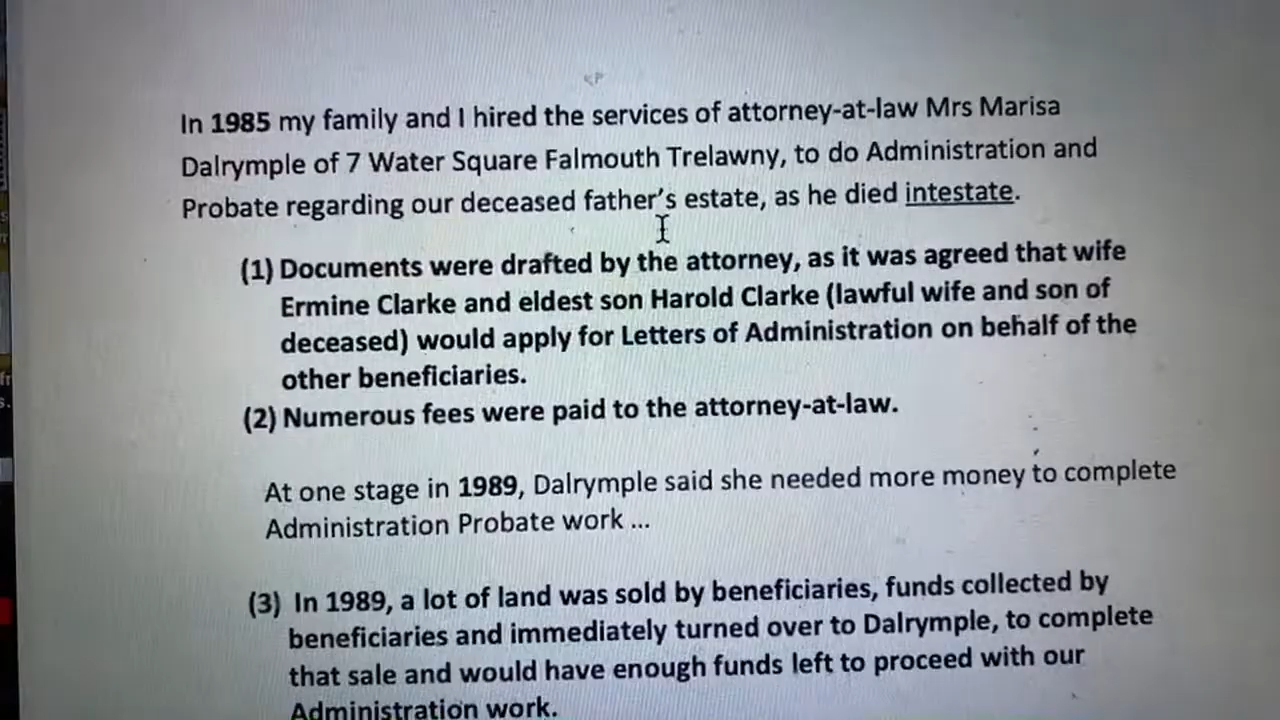 In 1985 my family and I hired the services of attorney-at-law Mrs Marisa
Dalrymple of 7 Water Square Falmouth Trelawny, to do Administration and
Probate regarding our deceased father's estate, as he died intestate.
(1) Documents were drafted by the attorney, as it was agreed that wife
Ermine Clarke and eldest son Harold Clarke (lawful wife and son of
deceased) would apply for Letters of Administration on behalf of the
other beneficiaries.
(2) Numerous fees were paid to the attorney-at-law.
At one stage in 1989, Dalrymple said she needed more money to complete
Administration Probate work ...
(3) In 1989, a lot of land was sold by beneficiaries, funds collected by
beneficiaries and immediately turned over to Dalrymple, to complete
that sale and would have enough funds left to proceed with our
Administration work.